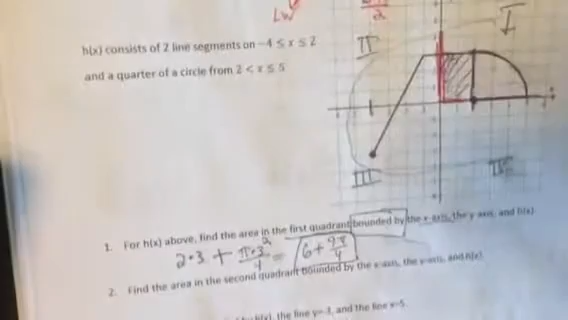 LW
2
I
h(x) consists of 2 line segments on -4 ≤ x ≤ 2
II
and a quarter of a circle from 2 < x ≤ 5
III
1. For h(x) above, find the area in the first quadrant bounded by the x-axis, the y-axis, and h(x).
2·3 + π·3²/4 = 6 + 9π/4
2. Find the area in the second quadrant bounded by the x-axis, the y-axis, and h(x)
h(x), the line y=3, and the line x=5.